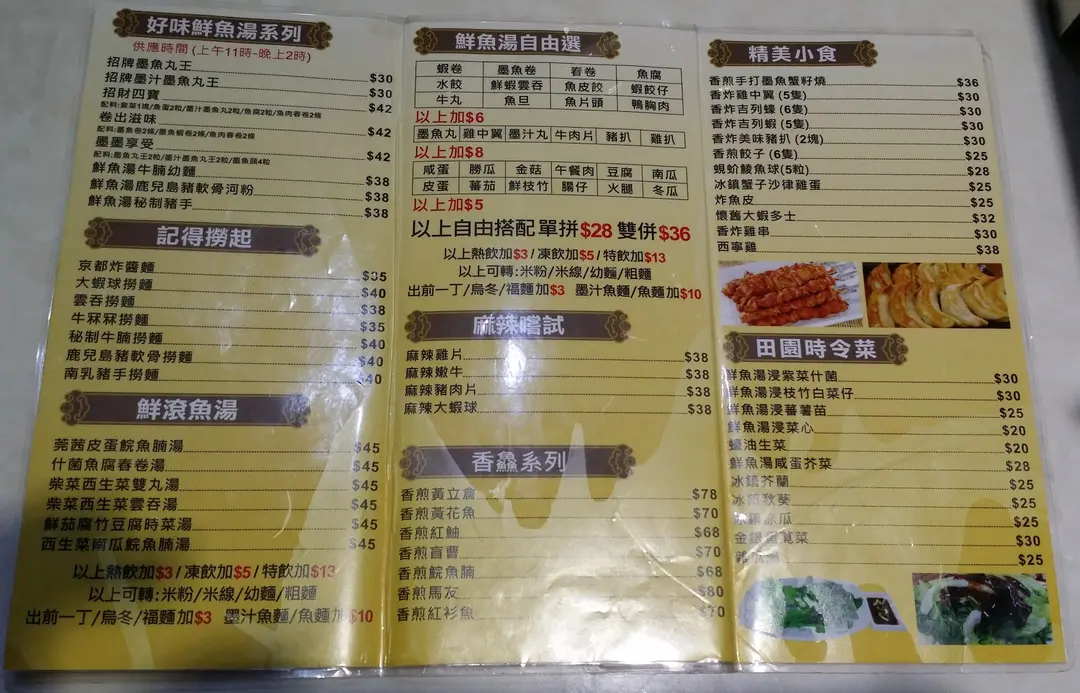 好味鮮魚湯系列
供應時間 (上午11時-晚上2時)
招牌墨魚丸王 $30
招牌墨汁墨魚丸王 $30
招財四寶 $42
配料:紫菜1塊/魚蛋2粒/墨汁墨魚丸2粒/魚腐2粒/魚肉春卷2條
卷出滋味 $42
配料:墨魚卷2條/墨魚蝦卷2條/魚肉春卷2條
墨墨享受 $42
配料:墨魚丸王2粒/墨汁墨魚丸王2粒/墨魚頭4粒
鮮魚湯牛腩幼麵 $38
鮮魚湯鹿兒島豬軟骨河粉 $38
鮮魚湯秘制豬手 $38
記得撈起
京都炸醬麵 $35
大蝦球撈麵 $40
雲吞撈麵 $38
牛冧冧撈麵 $35
秘制牛腩撈麵 $40
鹿兒島豬軟骨撈麵 $40
南乳豬手撈麵 $40
鮮滾魚湯
莞茜皮蛋鯇魚腩湯 $45
什菌魚腐春卷湯 $45
柴菜西生菜雙丸湯 $45
柴菜西生菜雲吞湯 $45
鮮茄腐竹豆腐時菜湯 $45
西生菜南瓜鯇魚腩湯 $45
以上熱飲加$3/凍飲加$5/特飲加$13
以上可轉:米粉/米線/幼麵/粗麵
出前一丁/烏冬/福麵加$3 墨汁魚麵/魚麵加$10
鮮魚湯自由選
蝦卷 墨魚卷 春卷 魚腐
水餃 鮮蝦雲吞 魚皮餃 蝦餃仔
牛丸 魚旦 魚片頭 鴨胸肉
以上加$6
墨魚丸 雞中翼 墨汁丸 牛肉片 豬扒 雞扒
以上加$8
咸蛋 勝瓜 金菇 午餐肉 豆腐 南瓜
皮蛋 蕃茄 鮮枝竹 腸仔 火腿 冬瓜
以上加$5
以上自由搭配 單拼$28 雙併$36
以上熱飲加$3/凍飲加$5/特飲加$13
以上可轉:米粉/米線/幼麵/粗麵
出前一丁/烏冬/福麵加$3 墨汁魚麵/魚麵加$10
麻辣嚐試
麻辣雞片 $38
麻辣嫩牛 $38
麻辣豬肉片 $38
麻辣大蝦球 $38
香鱻系列
香煎黃立倉 $78
香煎黃花魚 $70
香煎紅鮋 $68
香煎盲曹 $70
香煎鯇魚腩 $68
香煎馬友 $80
香煎紅衫魚 $70
精美小食
香煎手打墨魚蟹籽燒 $36
香炸雞中翼 (5隻) $30
香炸吉列蠔 (6隻) $30
香炸吉列蝦 (5隻) $30
香炸美味豬扒 (2塊) $30
香煎餃子 (6隻) $25
蜆蚧鯪魚球(5粒) $28
冰鎮蟹子沙律雞蛋 $25
炸魚皮 $25
懷舊大蝦多士 $32
香炸雞串 $30
西寧雞 $38
田園時令菜
鮮魚湯浸紫菜什菌 $30
鮮魚湯浸枝竹白菜仔 $30
鮮魚湯浸蕃薯苗 $25
鮮魚湯浸菜心 $20
蠔油生菜 $20
鮮魚湯咸蛋芥菜 $28
冰鎮芥蘭 $25
冰鎮秋葵 $25
冰鎮涼瓜 $25
金銀蛋莧菜 $30
$25